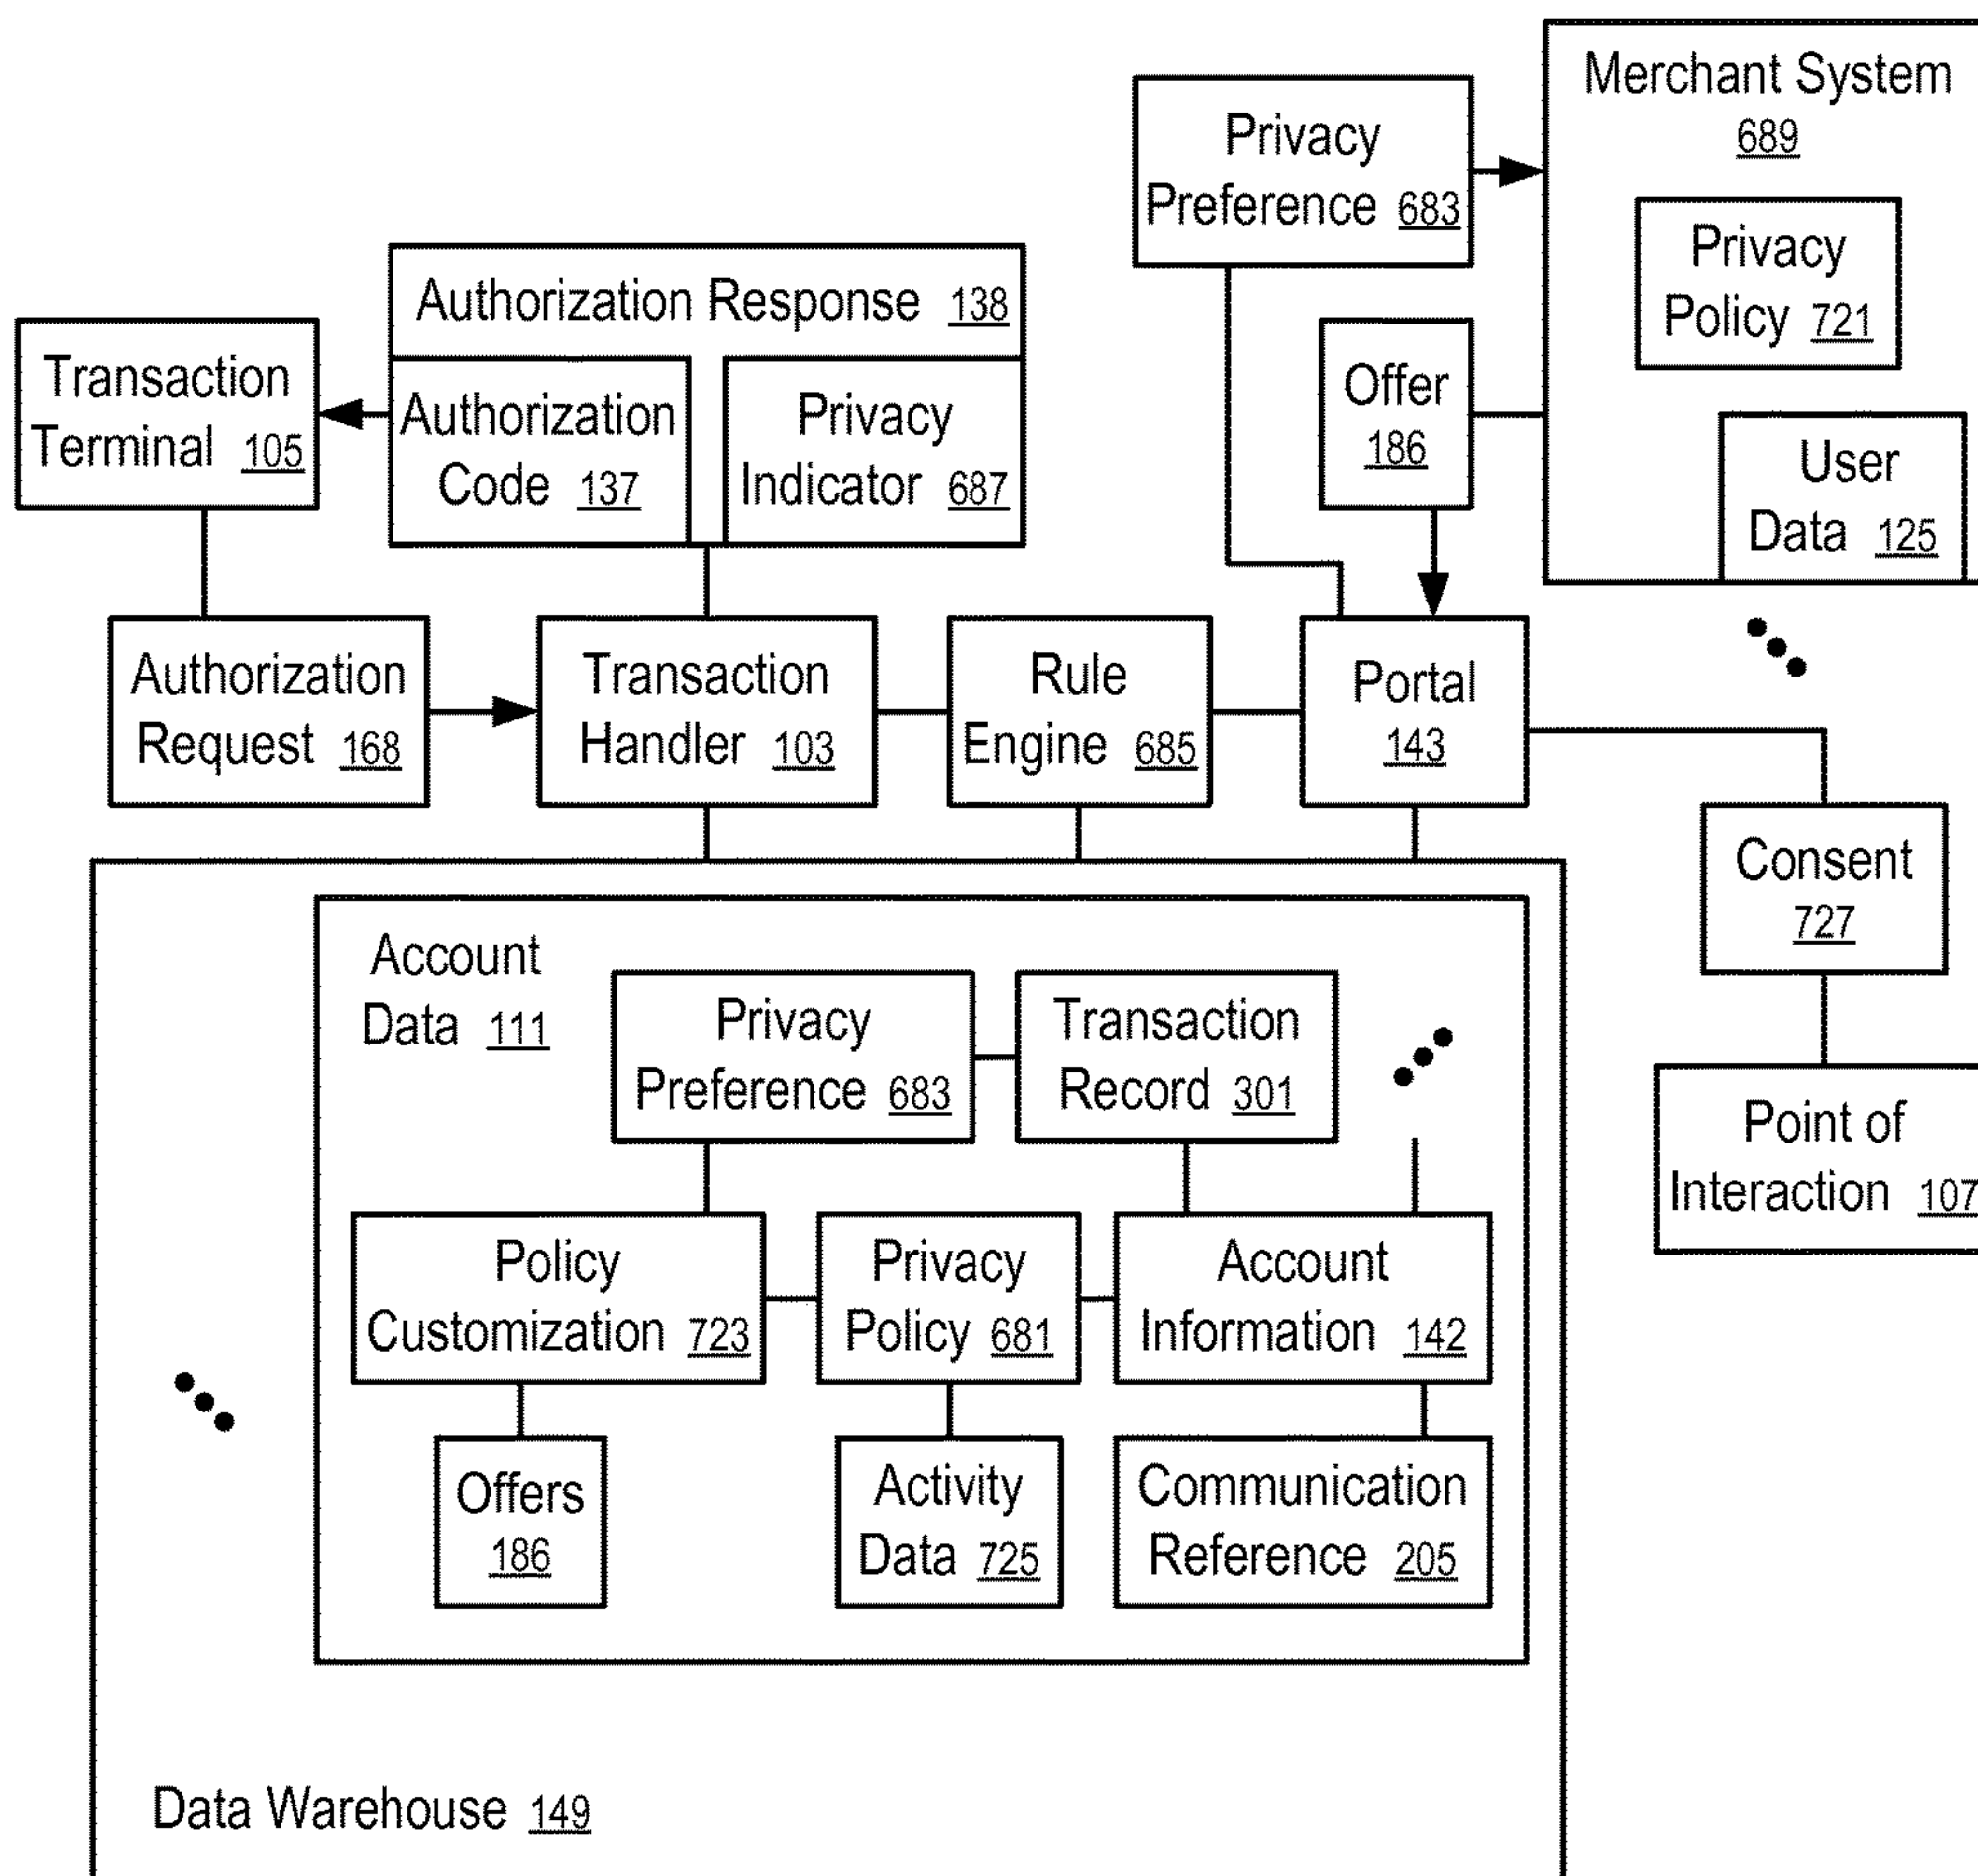 Merchant System
689
Privacy
Preference 683
Privacy
Policy 721
Authorization Response 138
Transaction
Terminal 105
Authorization
Code 137
Privacy
Indicator 687
Offer
186
User
Data 125
Authorization
Request 168
Transaction
Handler 103
Rule
Engine 685
Portal
143
Consent
727
Account
Data 111
Privacy
Preference 683
Transaction
Record 301
Point of
Interaction 107
Policy
Customization 723
Privacy
Policy 681
Account
Information 142
Offers
186
Activity
Data 725
Communication
Reference 205
Data Warehouse 149